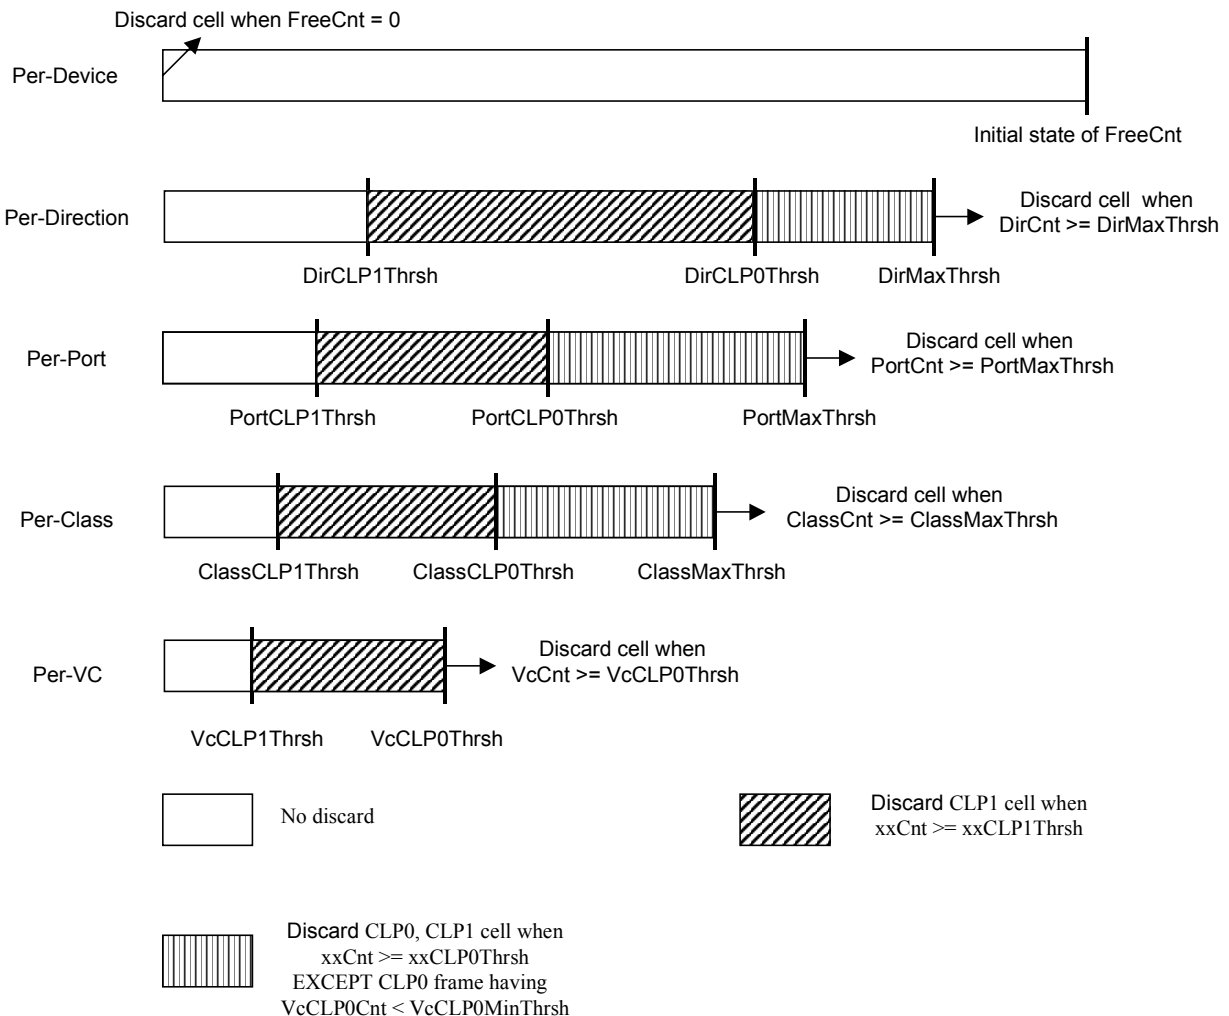 Discard cell when FreeCnt = 0
Per-Device
Initial state of FreeCnt
Per-Direction
Discard cell when
DirCnt >= DirMaxThrsh
DirCLP1Thrsh
DirCLP0Thrsh
DirMaxThrsh
Per-Port
Discard cell when
PortCnt >= PortMaxThrsh
PortCLP1Thrsh
PortCLP0Thrsh
PortMaxThrsh
Per-Class
Discard cell when
ClassCnt >= ClassMaxThrsh
ClassCLP1Thrsh
ClassCLP0Thrsh
ClassMaxThrsh
Per-VC
Discard cell when
VcCnt >= VcCLP0Thrsh
VcCLP1Thrsh
VcCLP0Thrsh
No discard
Discard CLP1 cell when
xxCnt >= xxCLP1Thrsh
Discard CLP0, CLP1 cell when
xxCnt >= xxCLP0Thrsh
EXCEPT CLP0 frame having
VcCLP0Cnt < VcCLP0MinThrsh